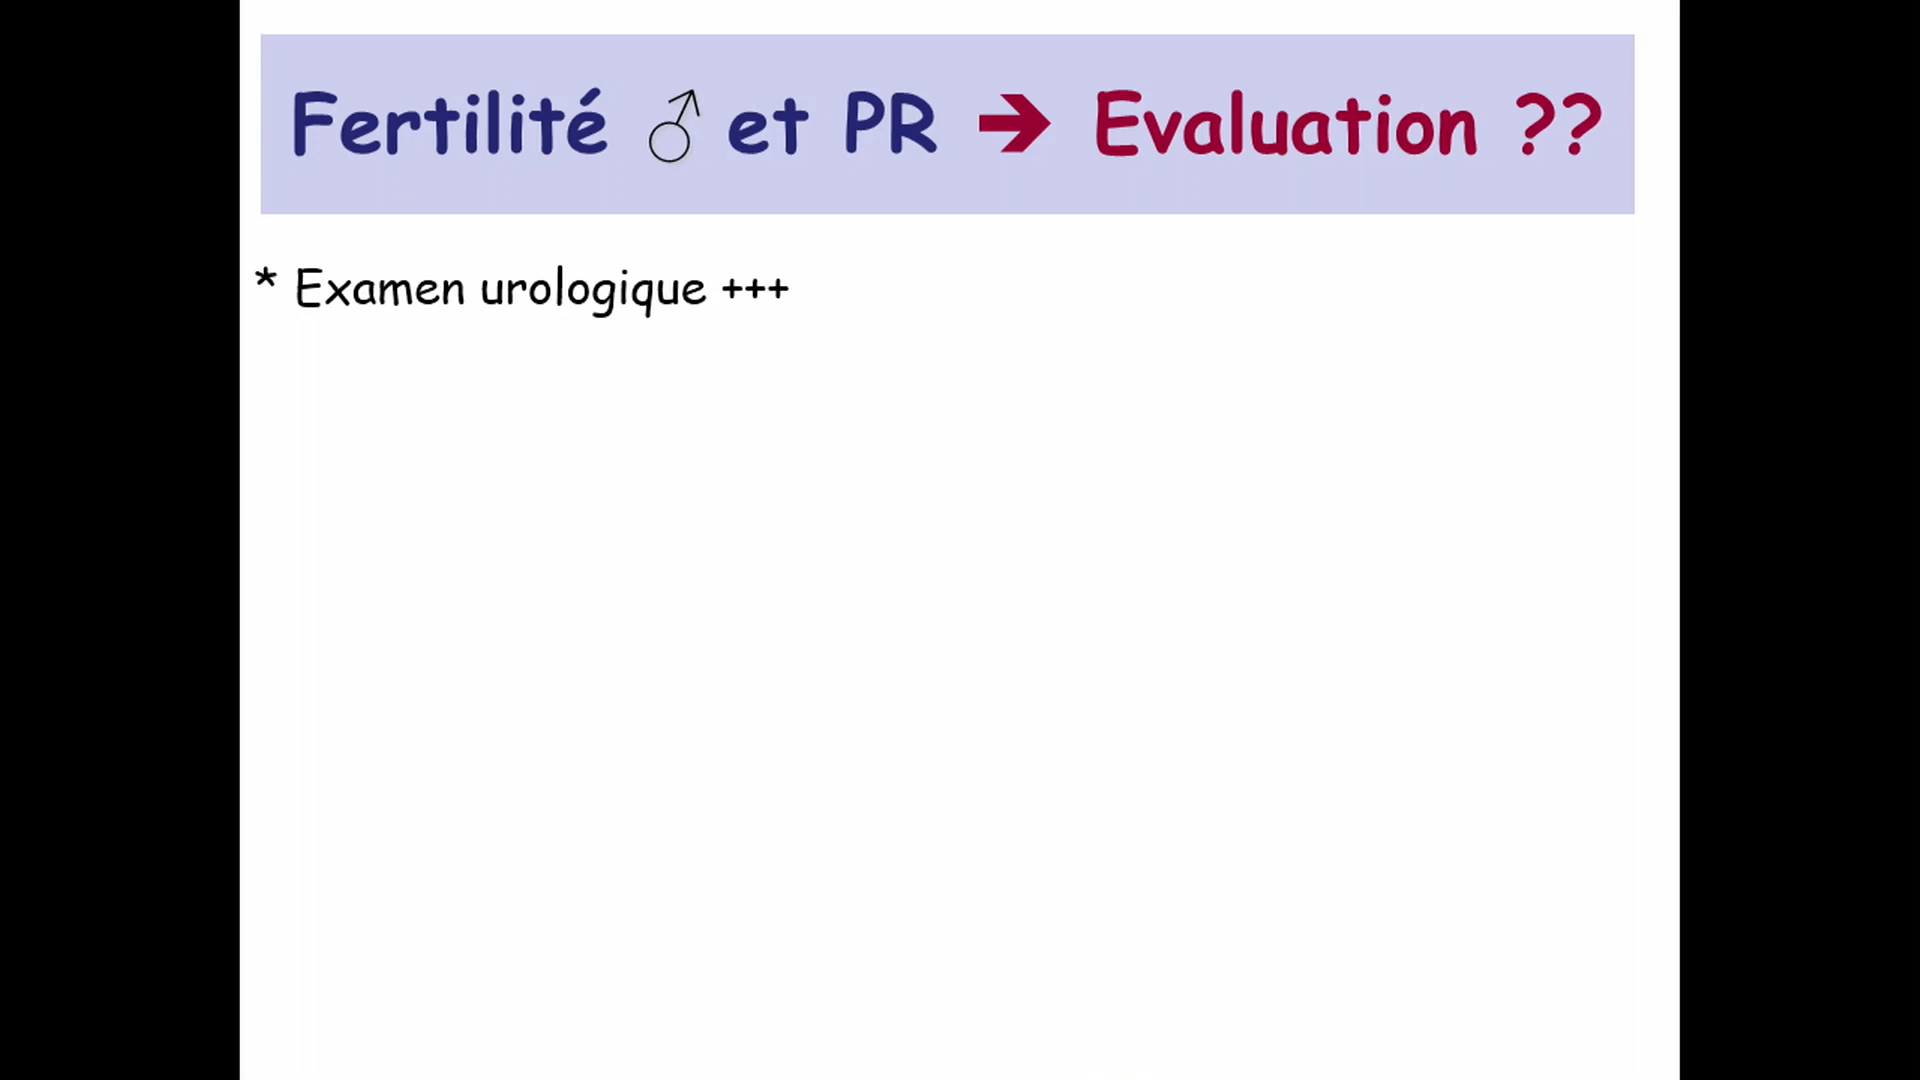 Fertilité ♂ et PR ➔ Evaluation ??
* Examen urologique +++